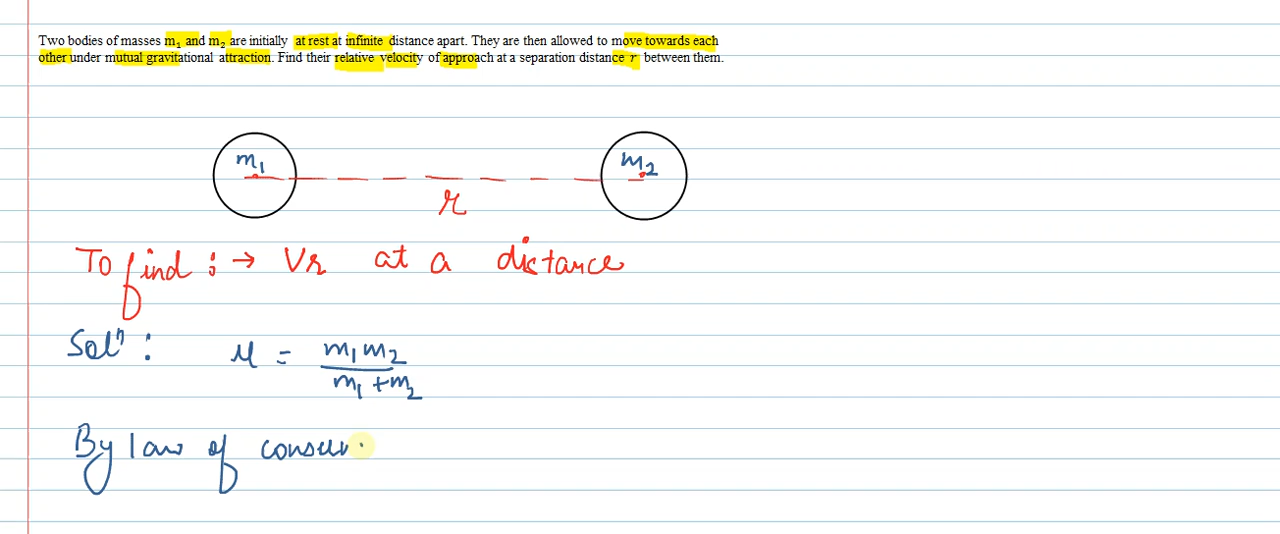 Two bodies of masses m₁ and m₂ are initially at rest at infinite distance apart. They are then allowed to move towards each
other under mutual gravitational attraction. Find their relative velocity of approach at a separation distance r between them.
m₁ m₂
r
To find : → Vr at a distance
Solⁿ : μ = m₁m₂ / m₁+m₂
By law of conserv